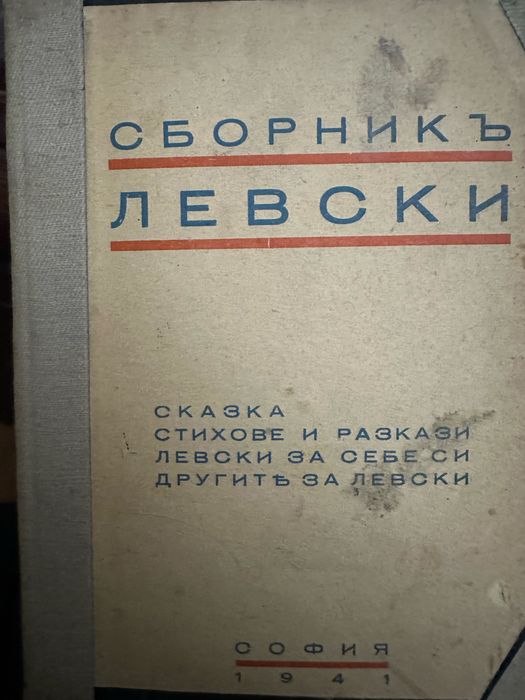 СБОРНИКЪ
ЛЕВСКИ
СКАЗКА
СТИХОВЕ И РАЗКАЗИ
ЛЕВСКИ ЗА СЕБЕ СИ
ДРУГИТѢ ЗА ЛЕВСКИ
СОФИЯ
1941